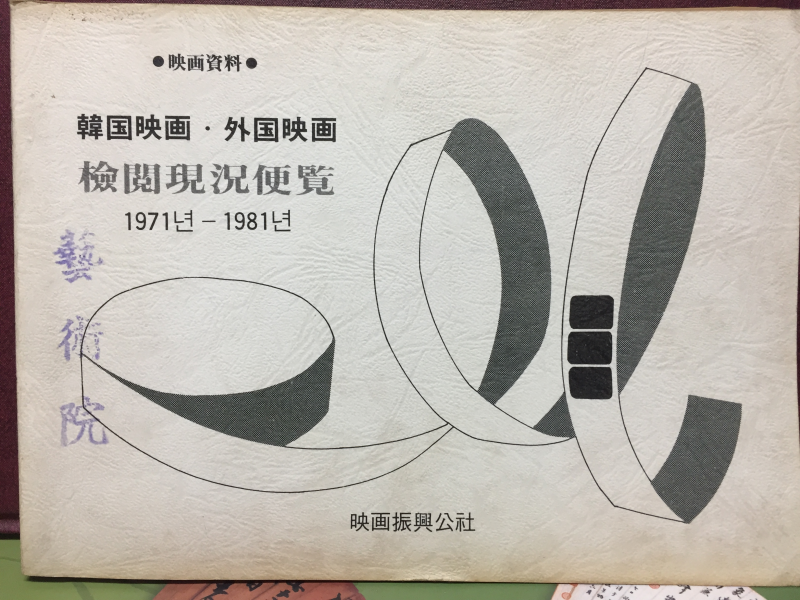 ●映画資料●
韓国映画・外国映画
檢閲現況便覧
1971년－1981년
藝
術
院
映画振興公社